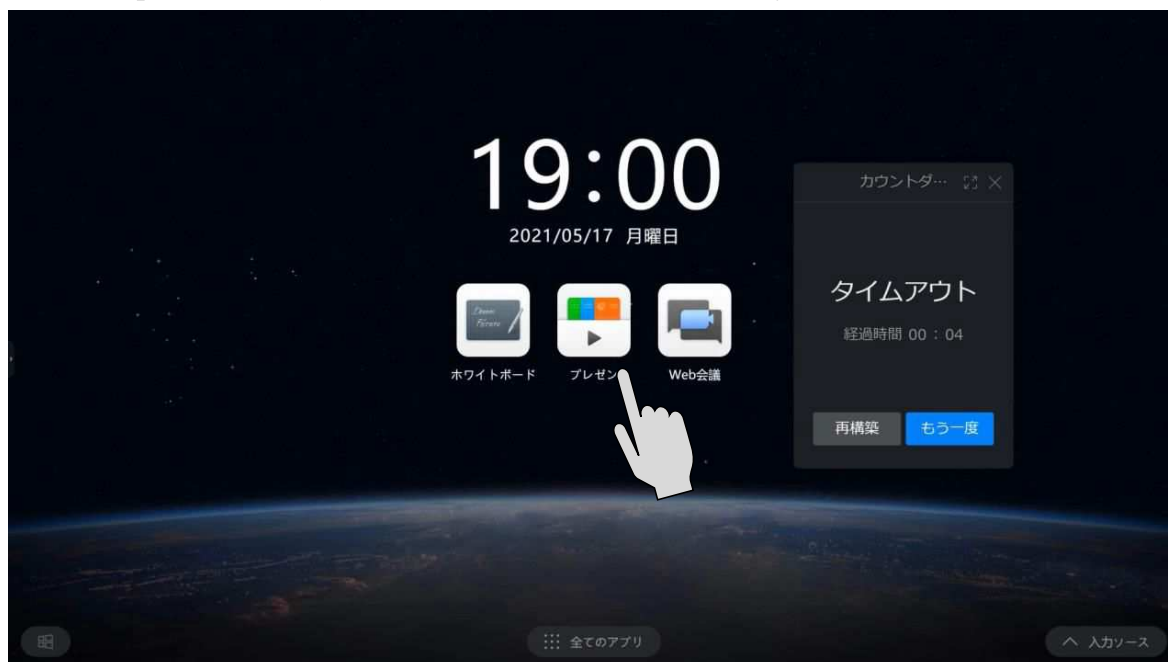 19:00
2021/05/17 月曜日
ホワイトボード
プレゼン
Web会議
カウントダ…
タイムアウト
経過時間 00 : 04
再構築
もう一度
全てのアプリ
入力ソース